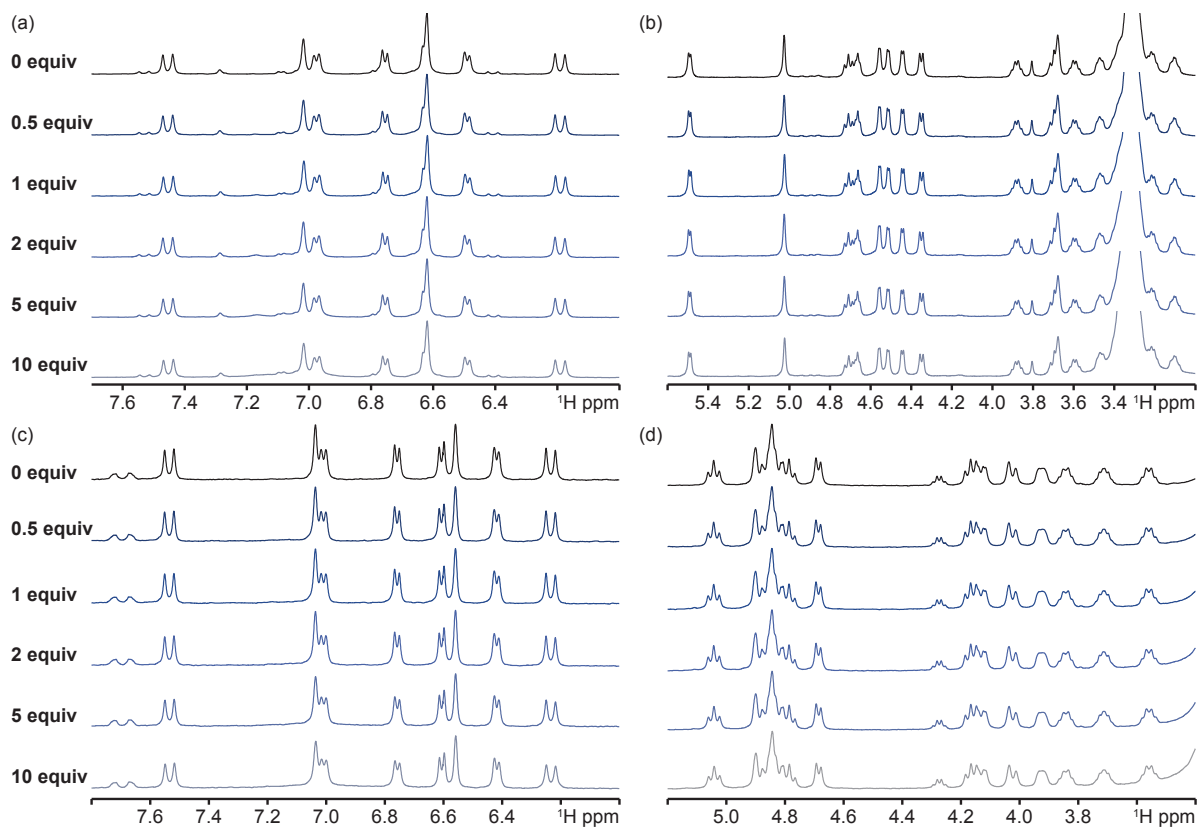 (a)
0 equiv
0.5 equiv
1 equiv
2 equiv
5 equiv
10 equiv
7.6 7.4 7.2 7.0 6.8 6.6 6.4 ¹H ppm
(b)
5.4 5.2 5.0 4.8 4.6 4.4 4.2 4.0 3.8 3.6 3.4 ¹H ppm
(c)
0 equiv
0.5 equiv
1 equiv
2 equiv
5 equiv
10 equiv
7.6 7.4 7.2 7.0 6.8 6.6 6.4 ¹H ppm
(d)
5.0 4.8 4.6 4.4 4.2 4.0 3.8 ¹H ppm